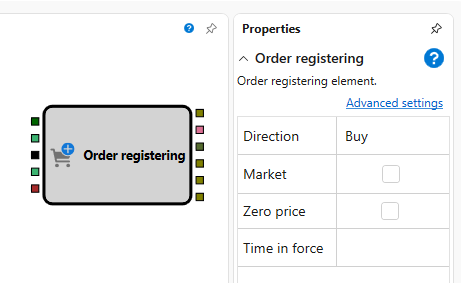 ?
Properties
Order registering
?
Order registering element.
Advanced settings
Order registering
Direction Buy
Market
Zero price
Time in force